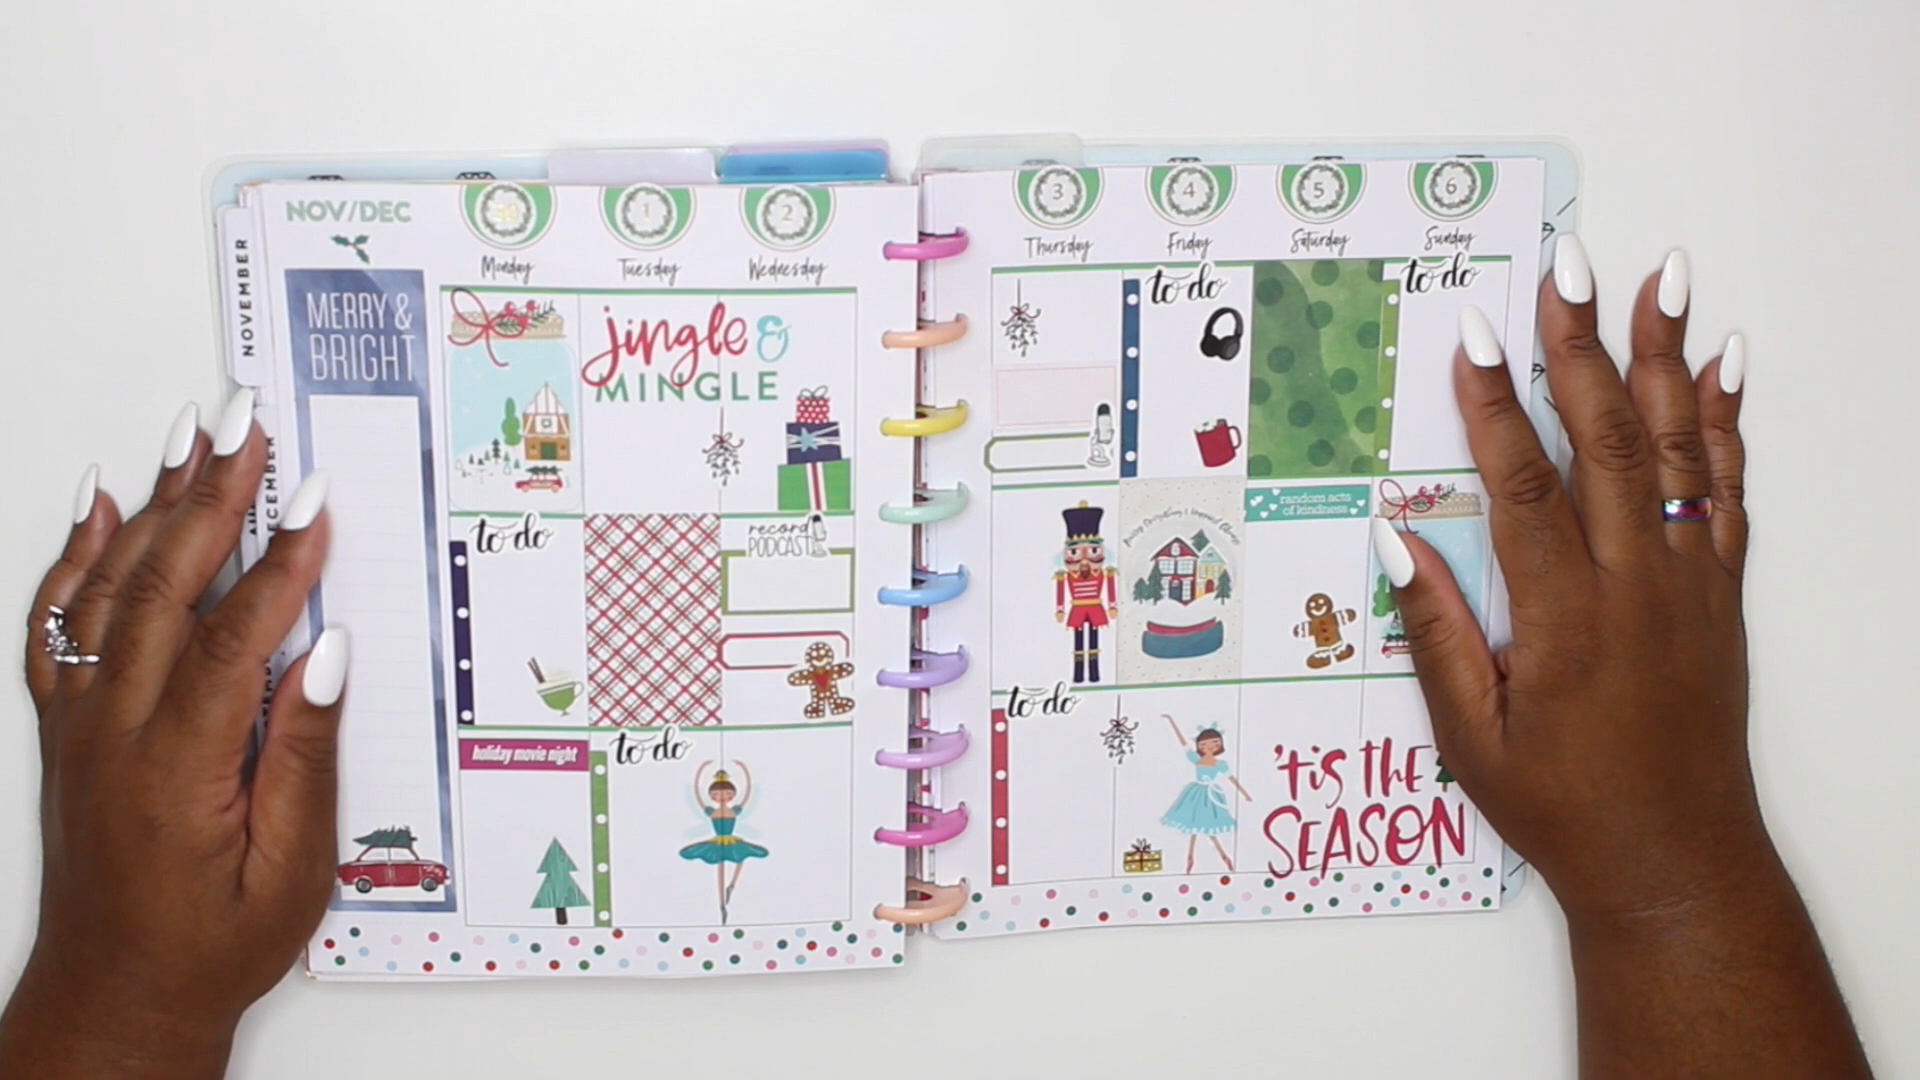 NOV/DEC
30
1
2
Monday
Tuesday
Wednesday
NOVEMBER
MERRY &
BRIGHT
jingle &
MINGLE
to do
record
PODCAST
holiday movie night
to do
3
4
5
6
Thursday
Friday
Saturday
Sunday
to do
to do
random acts
of kindness
to do
'tis the
SEASON